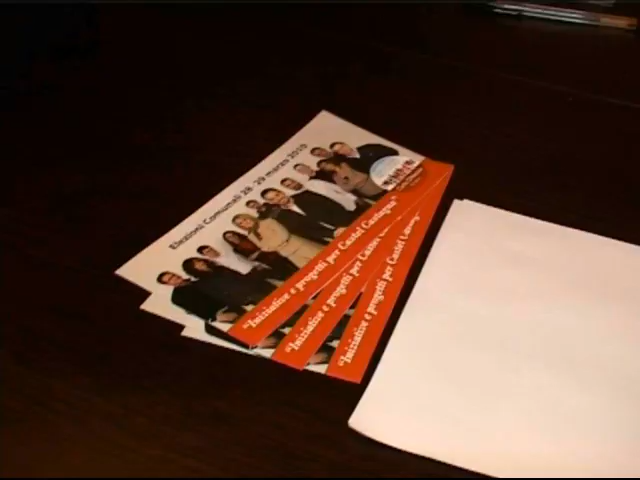 Elezioni Comunali 28 - 29 marzo 2010
"Iniziative e progetti per Castel Castagna"
"Iniziative e progetti per Castel
"Iniziative e progetti per Castel